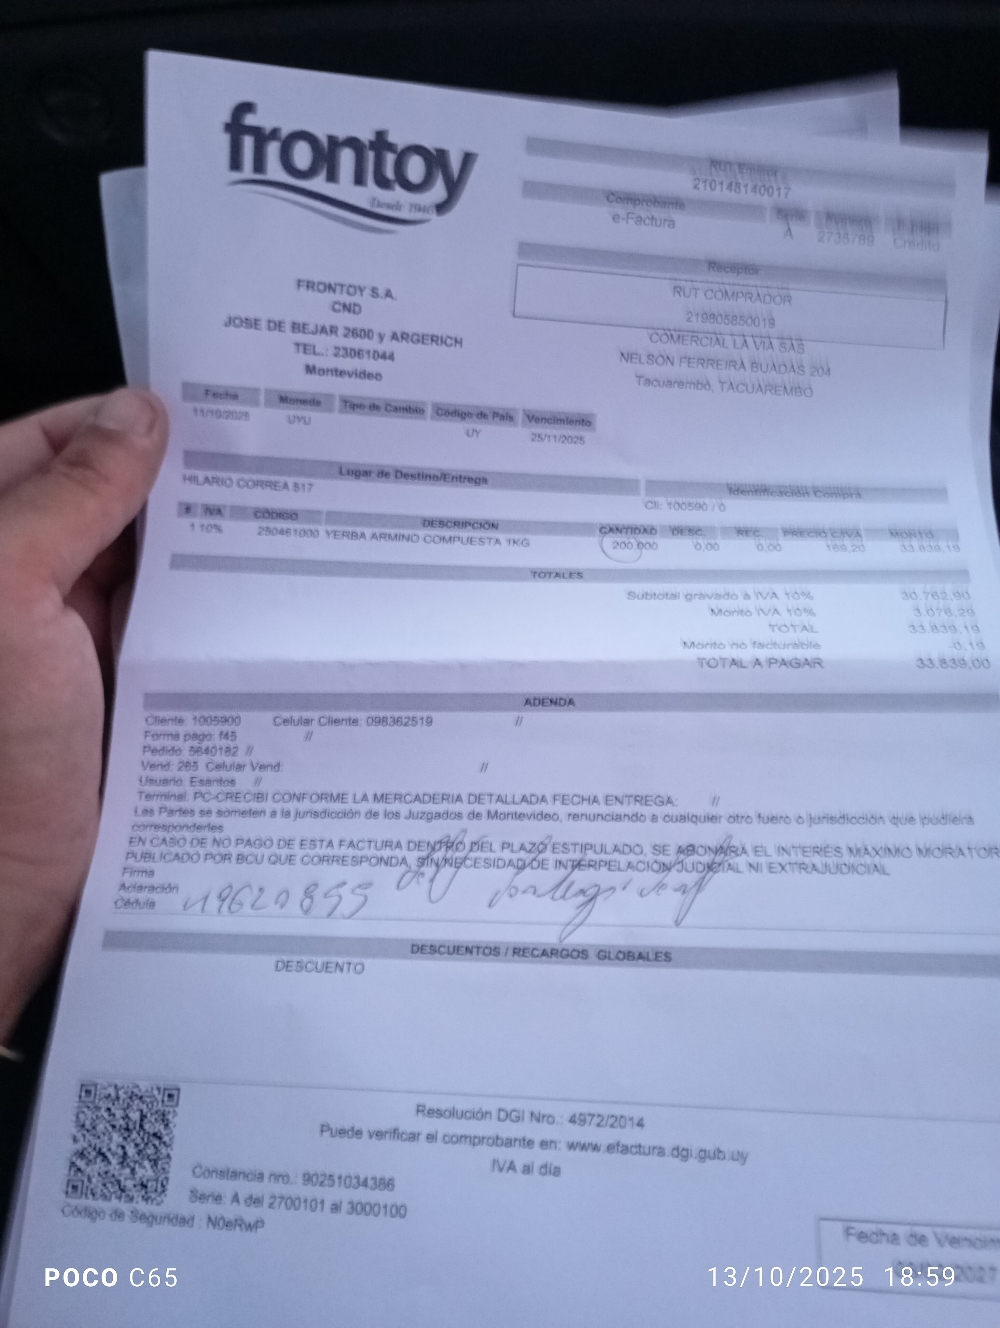 frontoy
Desde 1940
RUT Emisor
210148140017
Comprobante Serie Número
e-Factura A 2738789 Crédito
Receptor
RUT COMPRADOR
219805850019
COMERCIAL LA VIA SAS
NELSON FERREIRA BUADAS 204
Tacuarembó, TACUAREMBO
FRONTOY S.A.
CND
JOSE DE BEJAR 2600 y ARGERICH
TEL.: 23061044
Montevideo
Fecha Moneda Tipo de Cambio Código de País Vencimiento
11/10/2025 UYU UY 25/11/2025
Lugar de Destino/Entrega Identificación Compra
HILARIO CORREA 517 Cli: 100590 / 0
# IVA CÓDIGO DESCRIPCIÓN CANTIDAD DESC. REC. PRECIO C/IVA MONTO
1 10% 250461000 YERBA ARMINO COMPUESTA 1KG 200,000 0,00 0,00 169,20 33.839,19
TOTALES
Subtotal gravado a IVA 10% 30.762,90
Monto IVA 10% 3.076,29
TOTAL 33.839,19
Monto no facturable -0,19
TOTAL A PAGAR 33.839,00
ADENDA
Cliente: 1005900 Celular Cliente: 098362519 //
Forma pago: f45 //
Pedido: 5640182 //
Vend: 265 Celular Vend: //
Usuario: Esantos //
Terminal: PC-CRECIBI CONFORME LA MERCADERIA DETALLADA FECHA ENTREGA: //
Las Partes se someten a la jurisdicción de los Juzgados de Montevideo, renunciando a cualquier otro fuero o jurisdicción que pudiera
corresponderles
EN CASO DE NO PAGO DE ESTA FACTURA DENTRO DEL PLAZO ESTIPULADO, SE ABONARA EL INTERÉS MÁXIMO MORATOR
PUBLICADO POR BCU QUE CORRESPONDA, SIN NECESIDAD DE INTERPELACIÓN JUDICIAL NI EXTRAJUDICIAL
Firma
Aclaración
Cédula 49620855
DESCUENTOS / RECARGOS GLOBALES
DESCUENTO
Resolución DGI Nro.: 4972/2014
Puede verificar el comprobante en: www.efactura.dgi.gub.uy
IVA al día
Constancia nro.: 90251034386
Serie: A del 2700101 al 3000100
Código de Seguridad : N0eRwP
Fecha de Vencim
2027
POCO C65
13/10/2025 18:59